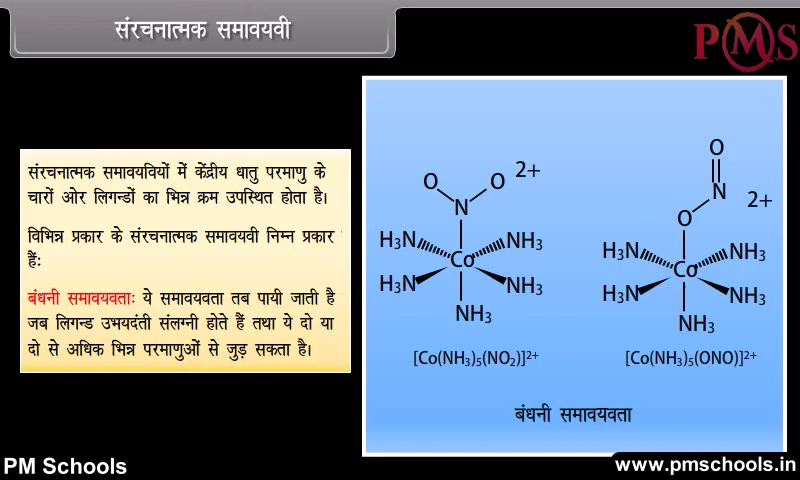 संरचनात्मक समावयवी
PMS
संरचनात्मक समावयवियों में केंद्रीय धातु परमाणु के
चारों ओर लिगन्डों का भिन्न क्रम उपस्थित होता है।
विभिन्न प्रकार के संरचनात्मक समावयवी निम्न प्रकार
हैं:
बंधनी समावयवताः ये समावयवता तब पायी जाती है
जब लिगन्ड उभयदंती संलग्नी होते हैं तथा ये दो या
दो से अधिक भिन्न परमाणुओं से जुड़ सकता है।
O O 2+
N
H₃N NH₃
Co
H₃N NH₃
NH₃
[Co(NH₃)₅(NO₂)]²⁺
O
N 2+
O
H₃N NH₃
Co
H₃N NH₃
NH₃
[Co(NH₃)₅(ONO)]²⁺
बंधनी समावयवता
PM Schools
www.pmschools.in